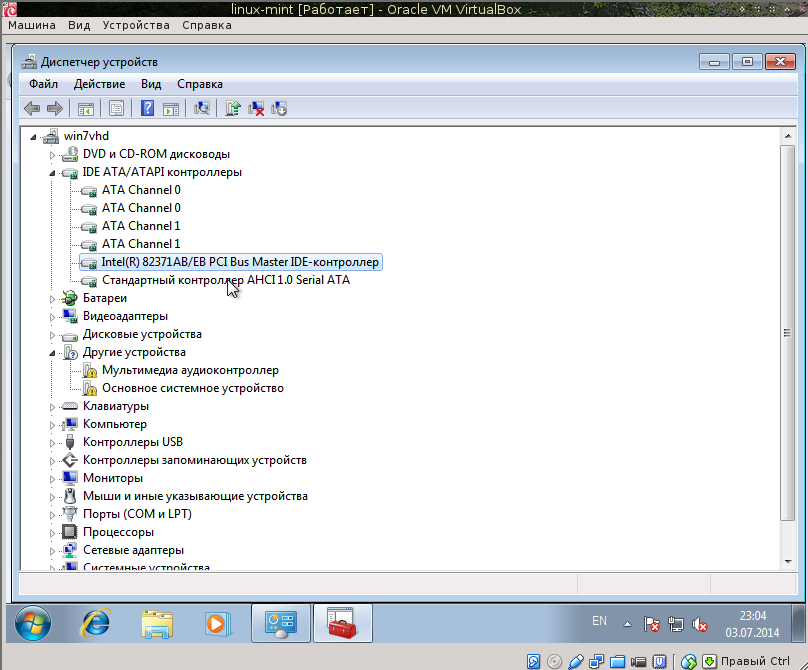 linux-mint [Работает] - Oracle VM VirtualBox
Машина Вид Устройства Справка
Диспетчер устройств
Файл Действие Вид Справка
win7vhd
DVD и CD-ROM дисководы
IDE ATA/ATAPI контроллеры
ATA Channel 0
ATA Channel 0
ATA Channel 1
ATA Channel 1
Intel(R) 82371AB/EB PCI Bus Master IDE-контроллер
Стандартный контроллер AHCI 1.0 Serial ATA
Батареи
Видеоадаптеры
Дисковые устройства
Другие устройства
Мультимедиа аудиоконтроллер
Основное системное устройство
Клавиатуры
Компьютер
Контроллеры USB
Контроллеры запоминающих устройств
Мониторы
Мыши и иные указывающие устройства
Порты (COM и LPT)
Процессоры
Сетевые адаптеры
Системные устройства
EN
23:04
03.07.2014
Правый Ctrl